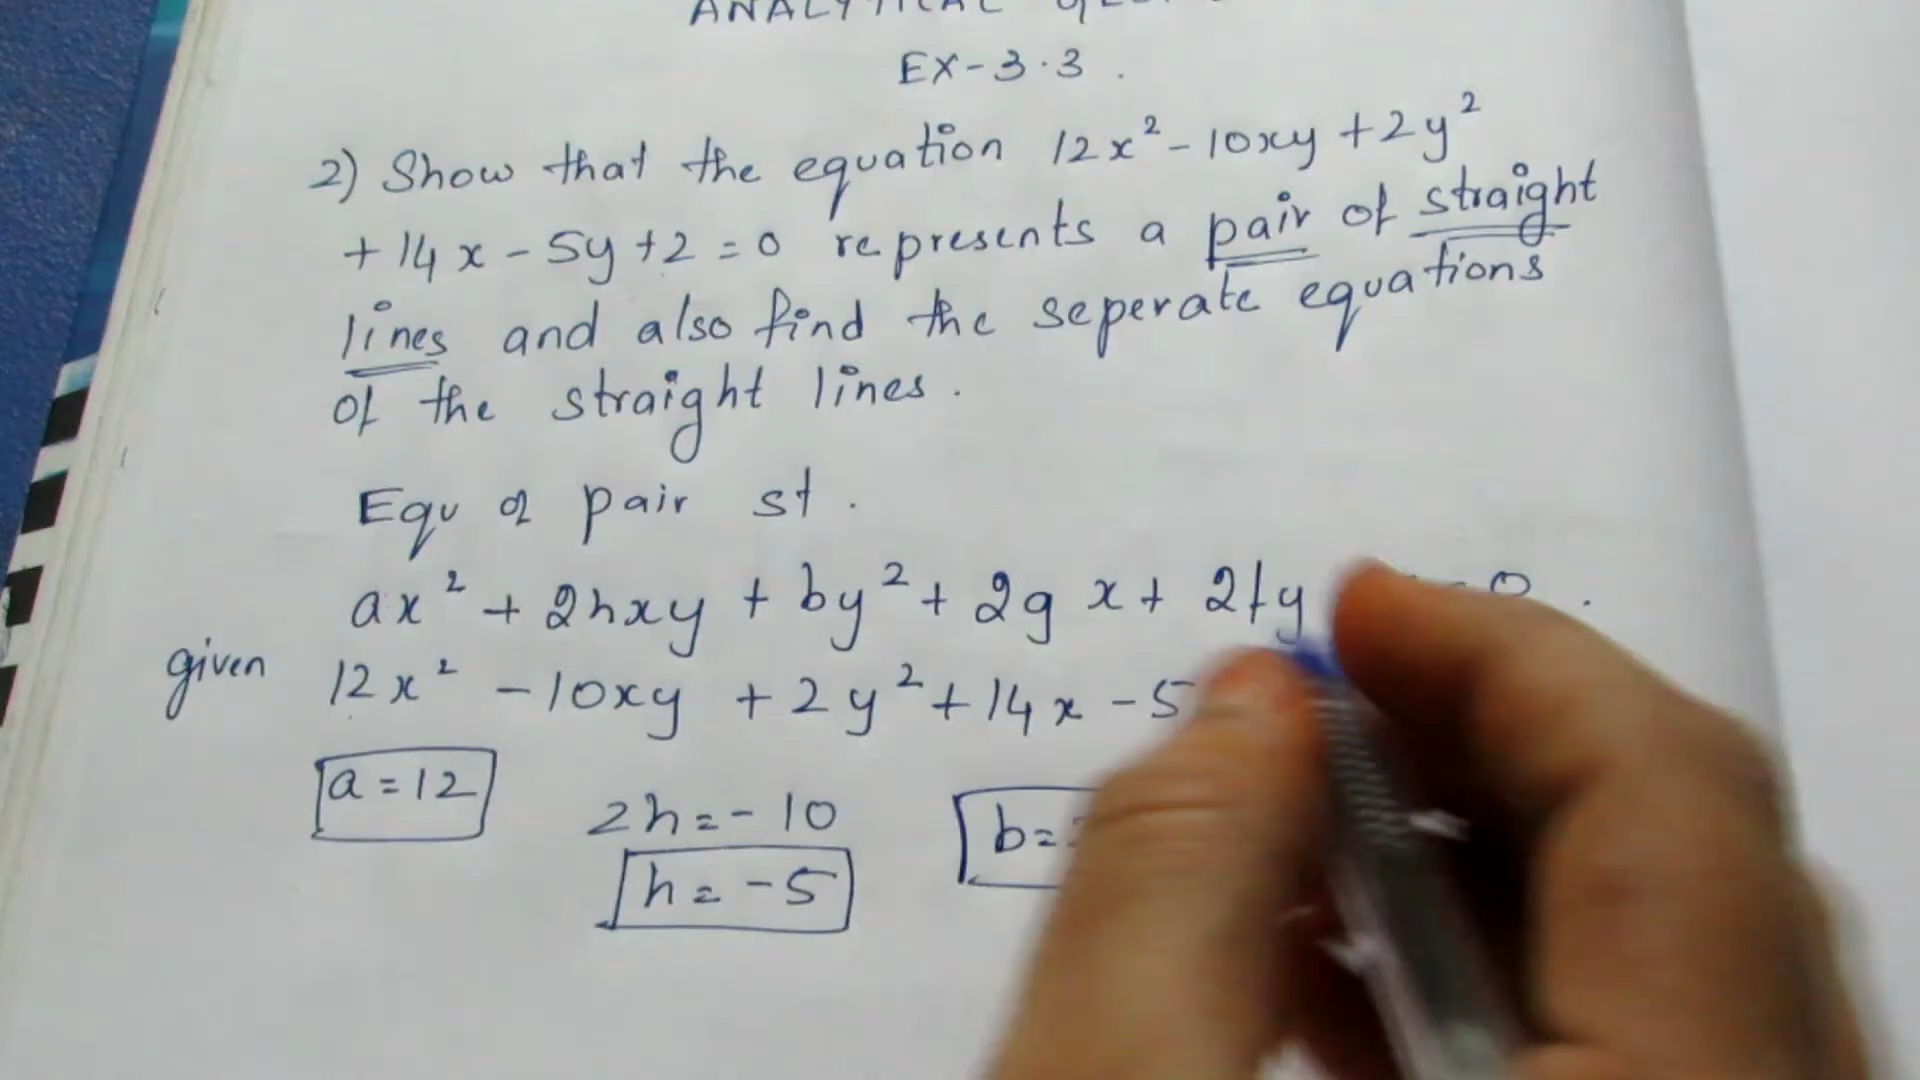 ANALYTICAL
EX-3.3.
2) Show that the equation 12x² - 10xy + 2y²
+ 14x - 5y + 2 = 0 represents a pair of straight
lines and also find the seperate equations
of the straight lines.
Equ of pair st.
ax² + 2hxy + by² + 2gx + 2fy = 0.
given 12x² - 10xy + 2y² + 14x - 5
a = 12 2h = - 10 b =
h = - 5